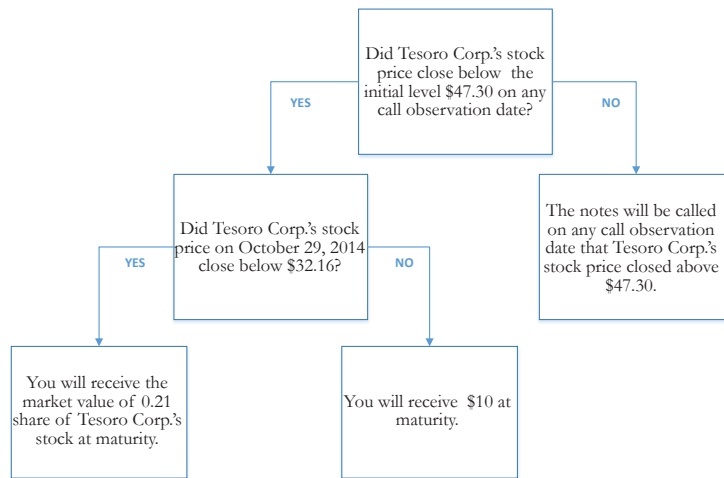 Did Tesoro Corp.'s stock
price close below the
initial level $47.30 on any
call observation date?
YES
NO
Did Tesoro Corp.'s stock
price on October 29, 2014
close below $32.16?
The notes will be called
on any call observation
date that Tesoro Corp.'s
stock price closed above
$47.30.
YES
NO
You will receive the
market value of 0.21
share of Tesoro Corp.'s
stock at maturity.
You will receive $10 at
maturity.